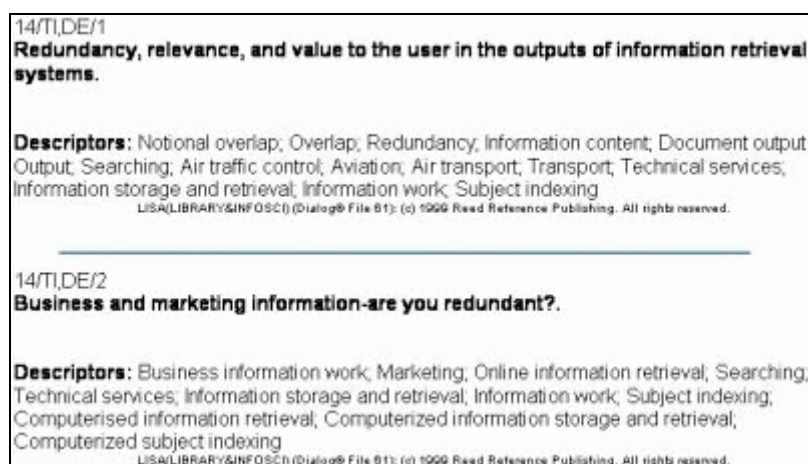 14/TI,DE/1
Redundancy, relevance, and value to the user in the outputs of information retrieval
systems.
Descriptors: Notional overlap; Overlap; Redundancy; Information content; Document output
Output; Searching; Air traffic control; Aviation; Air transport; Transport; Technical services;
Information storage and retrieval; Information work; Subject indexing
LISA(LIBRARY&INFOSCI) (Dialog® File 61): (c) 1999 Reed Reference Publishing. All rights reserved.
14/TI,DE/2
Business and marketing information-are you redundant?.
Descriptors: Business information work; Marketing; Online information retrieval; Searching;
Technical services; Information storage and retrieval; Information work; Subject indexing;
Computerised information retrieval; Computerized information storage and retrieval;
Computerized subject indexing
LISA(LIBRARY&INFOSCI) (Dialog® File 61): (c) 1999 Reed Reference Publishing. All rights reserved.